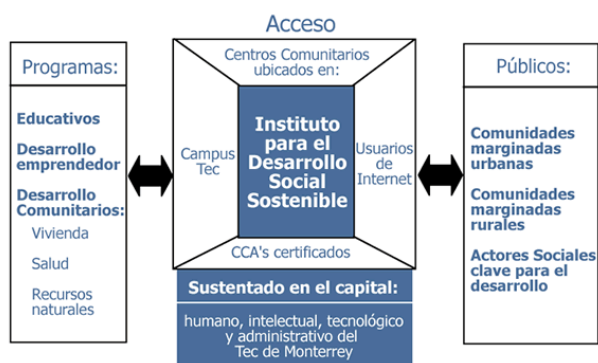 Acceso
Programas:
Educativos
Desarrollo
emprendedor
Desarrollo
Comunitarios:
Vivienda
Salud
Recursos
naturales
Centros Comunitarios
ubicados en:
Campus
Tec
Instituto
para el
Desarrollo
Social
Sostenible
Usuarios
de
Internet
CCA's certificados
Sustentado en el capital:
humano, intelectual, tecnológico
y administrativo del
Tec de Monterrey
Públicos:
Comunidades
marginadas
urbanas
Comunidades
marginadas
rurales
Actores Sociales
clave para el
desarrollo